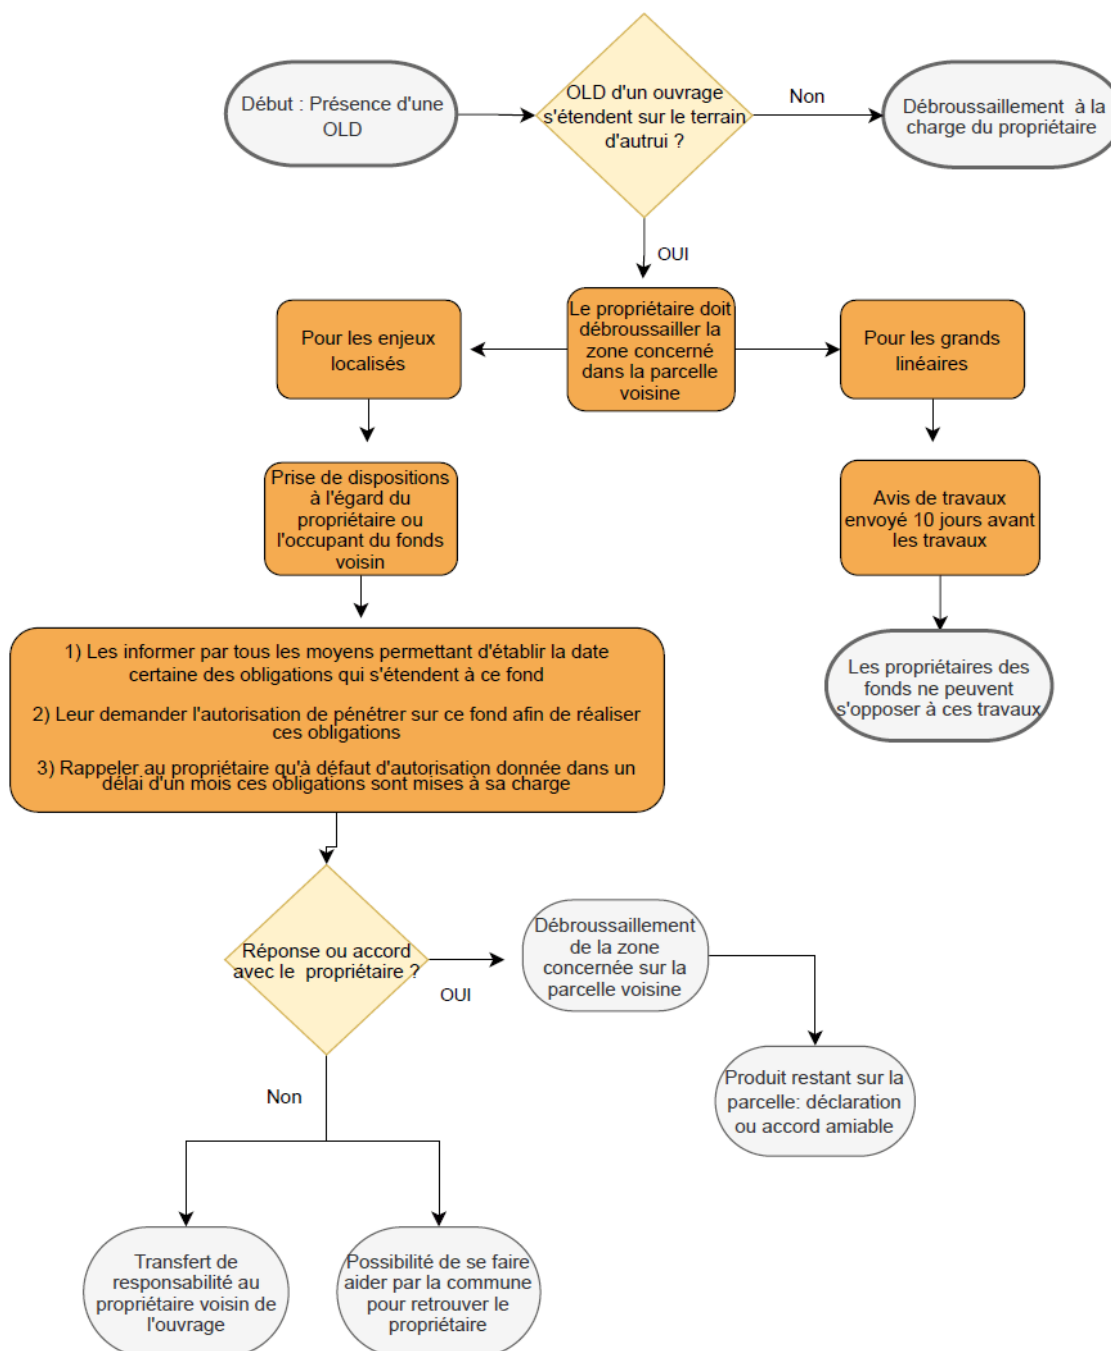 Début : Présence d'une
OLD
OLD d'un ouvrage
s'étendent sur le terrain
d'autrui ?
Non
Débroussaillement à la
charge du propriétaire
OUI
Pour les enjeux
localisés
Le propriétaire doit
débroussailler la
zone concerné
dans la parcelle
voisine
Pour les grands
linéaires
Prise de dispositions
à l'égard du
propriétaire ou
l'occupant du fonds
voisin
Avis de travaux
envoyé 10 jours avant
les travaux
1) Les informer par tous les moyens permettant d'établir la date
certaine des obligations qui s'étendent à ce fond
2) Leur demander l'autorisation de pénétrer sur ce fond afin de réaliser
ces obligations
3) Rappeler au propriétaire qu'à défaut d'autorisation donnée dans un
délai d'un mois ces obligations sont mises à sa charge
Les propriétaires des
fonds ne peuvent
s'opposer à ces travaux
Réponse ou accord
avec le propriétaire ?
OUI
Débroussaillement
de la zone
concernée sur la
parcelle voisine
Produit restant sur la
parcelle: déclaration
ou accord amiable
Non
Transfert de
responsabilité au
propriétaire voisin de
l'ouvrage
Possibilité de se faire
aider par la commune
pour retrouver le
propriétaire